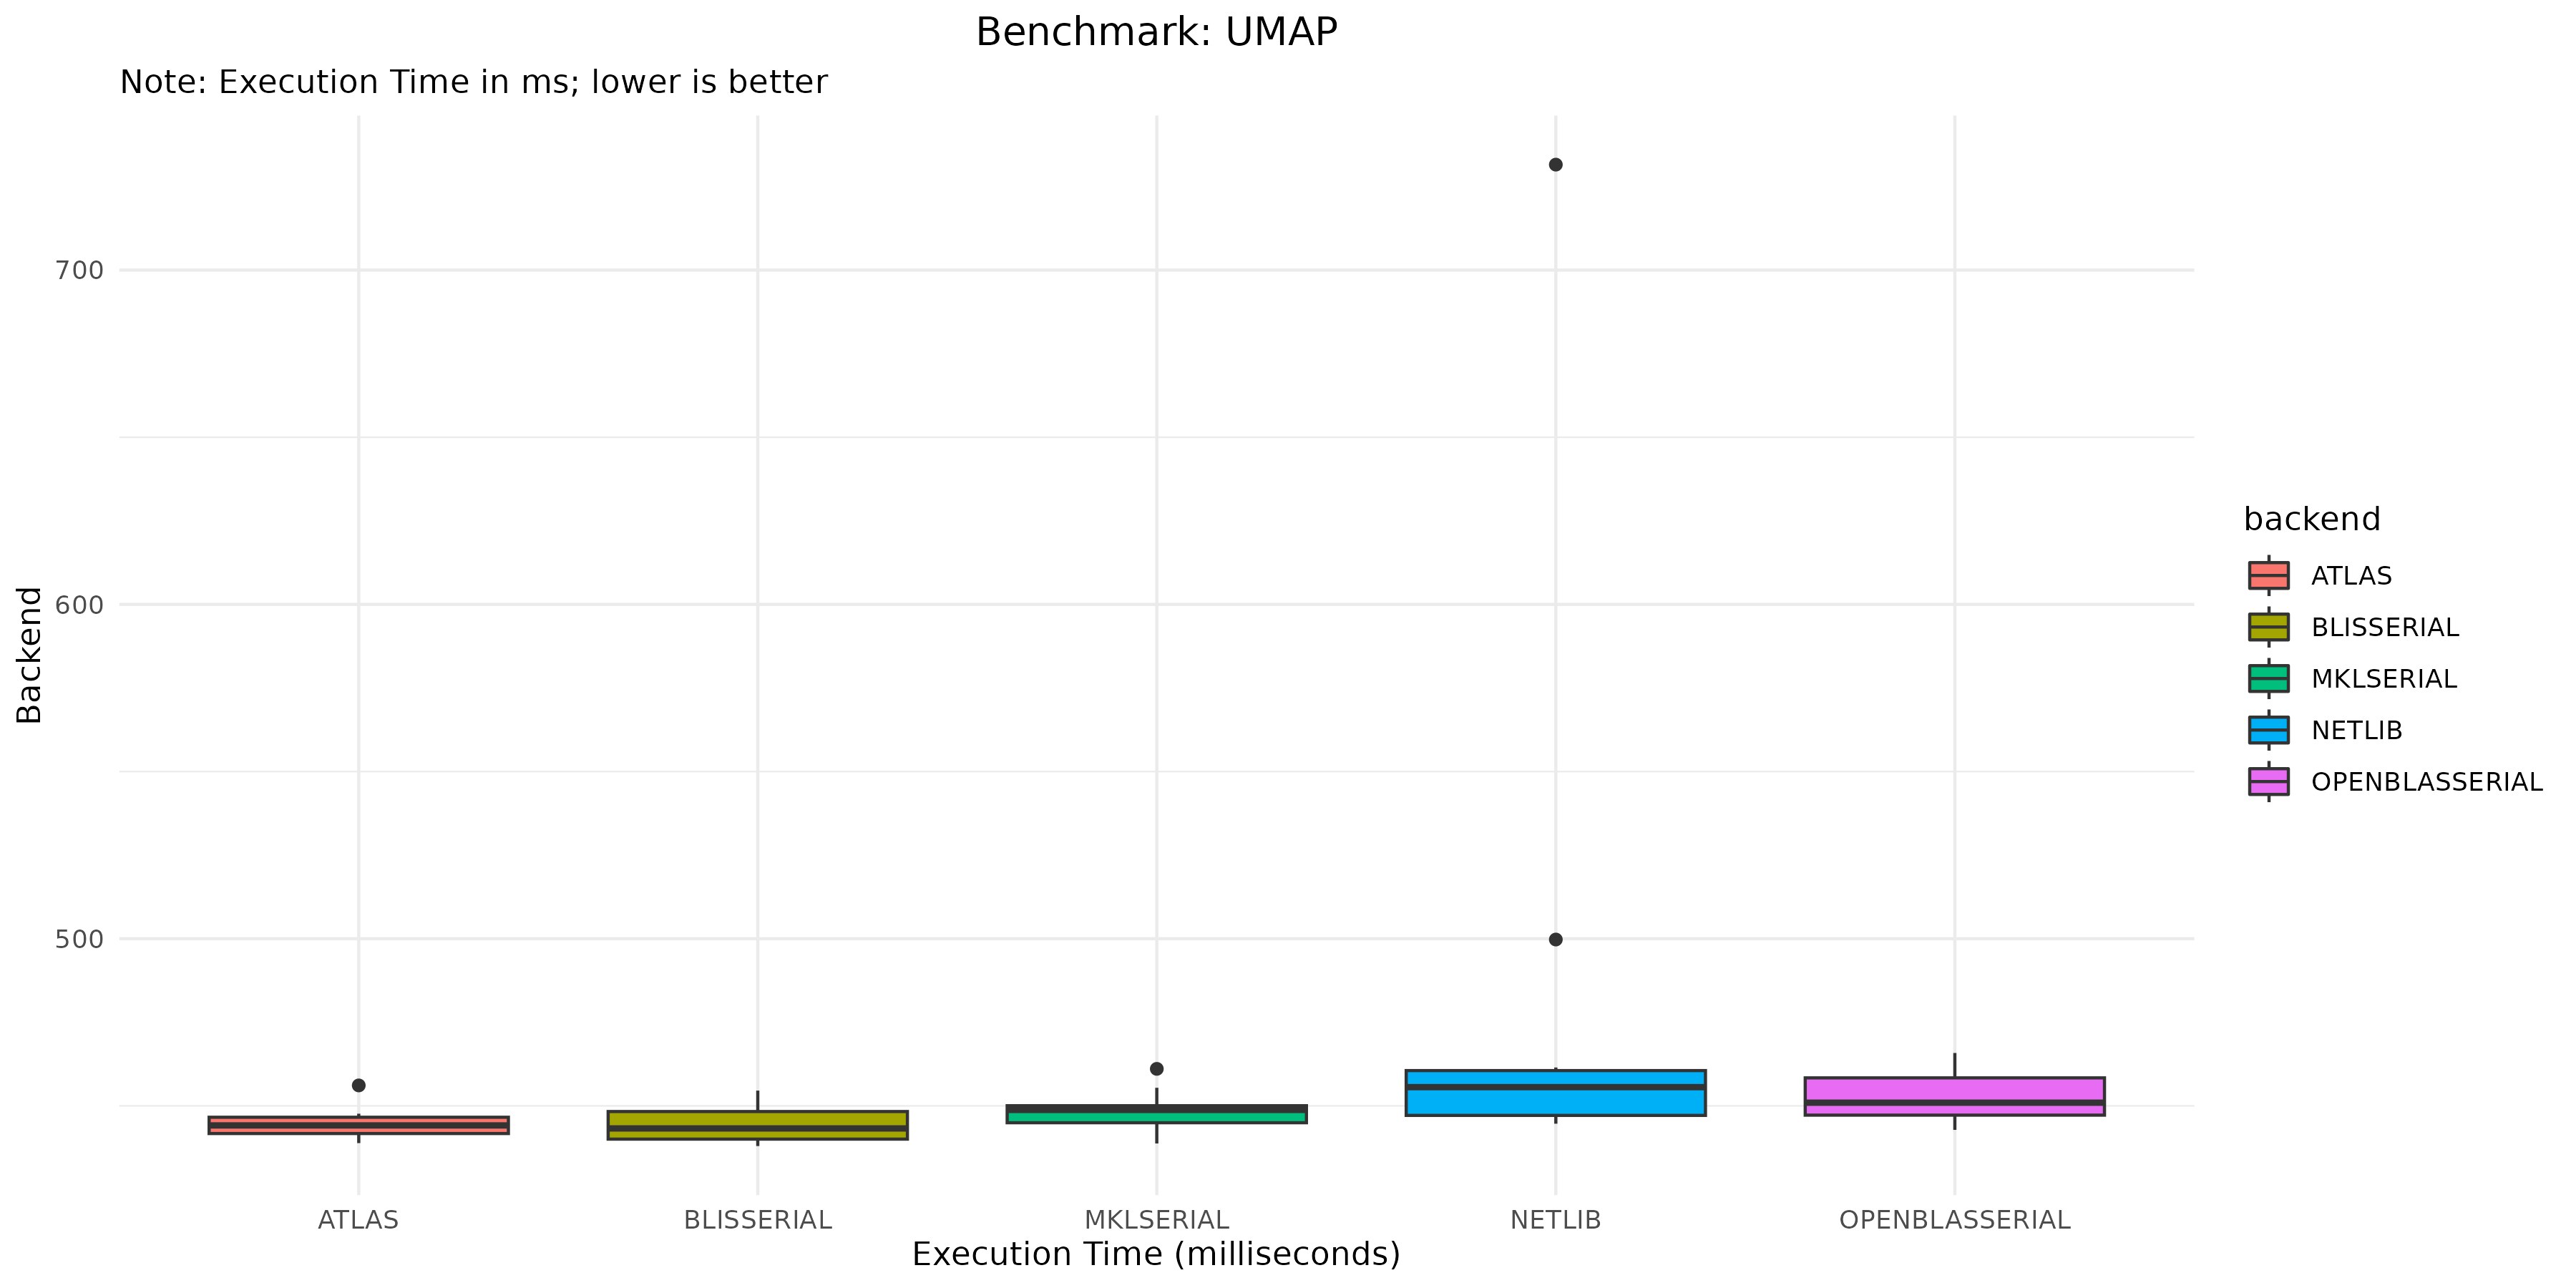 Benchmark: UMAP
Note: Execution Time in ms; lower is better
Backend
700
600
500
ATLAS
BLISSERIAL
MKLSERIAL
NETLIB
OPENBLASSERIAL
Execution Time (milliseconds)
backend
ATLAS
BLISSERIAL
MKLSERIAL
NETLIB
OPENBLASSERIAL